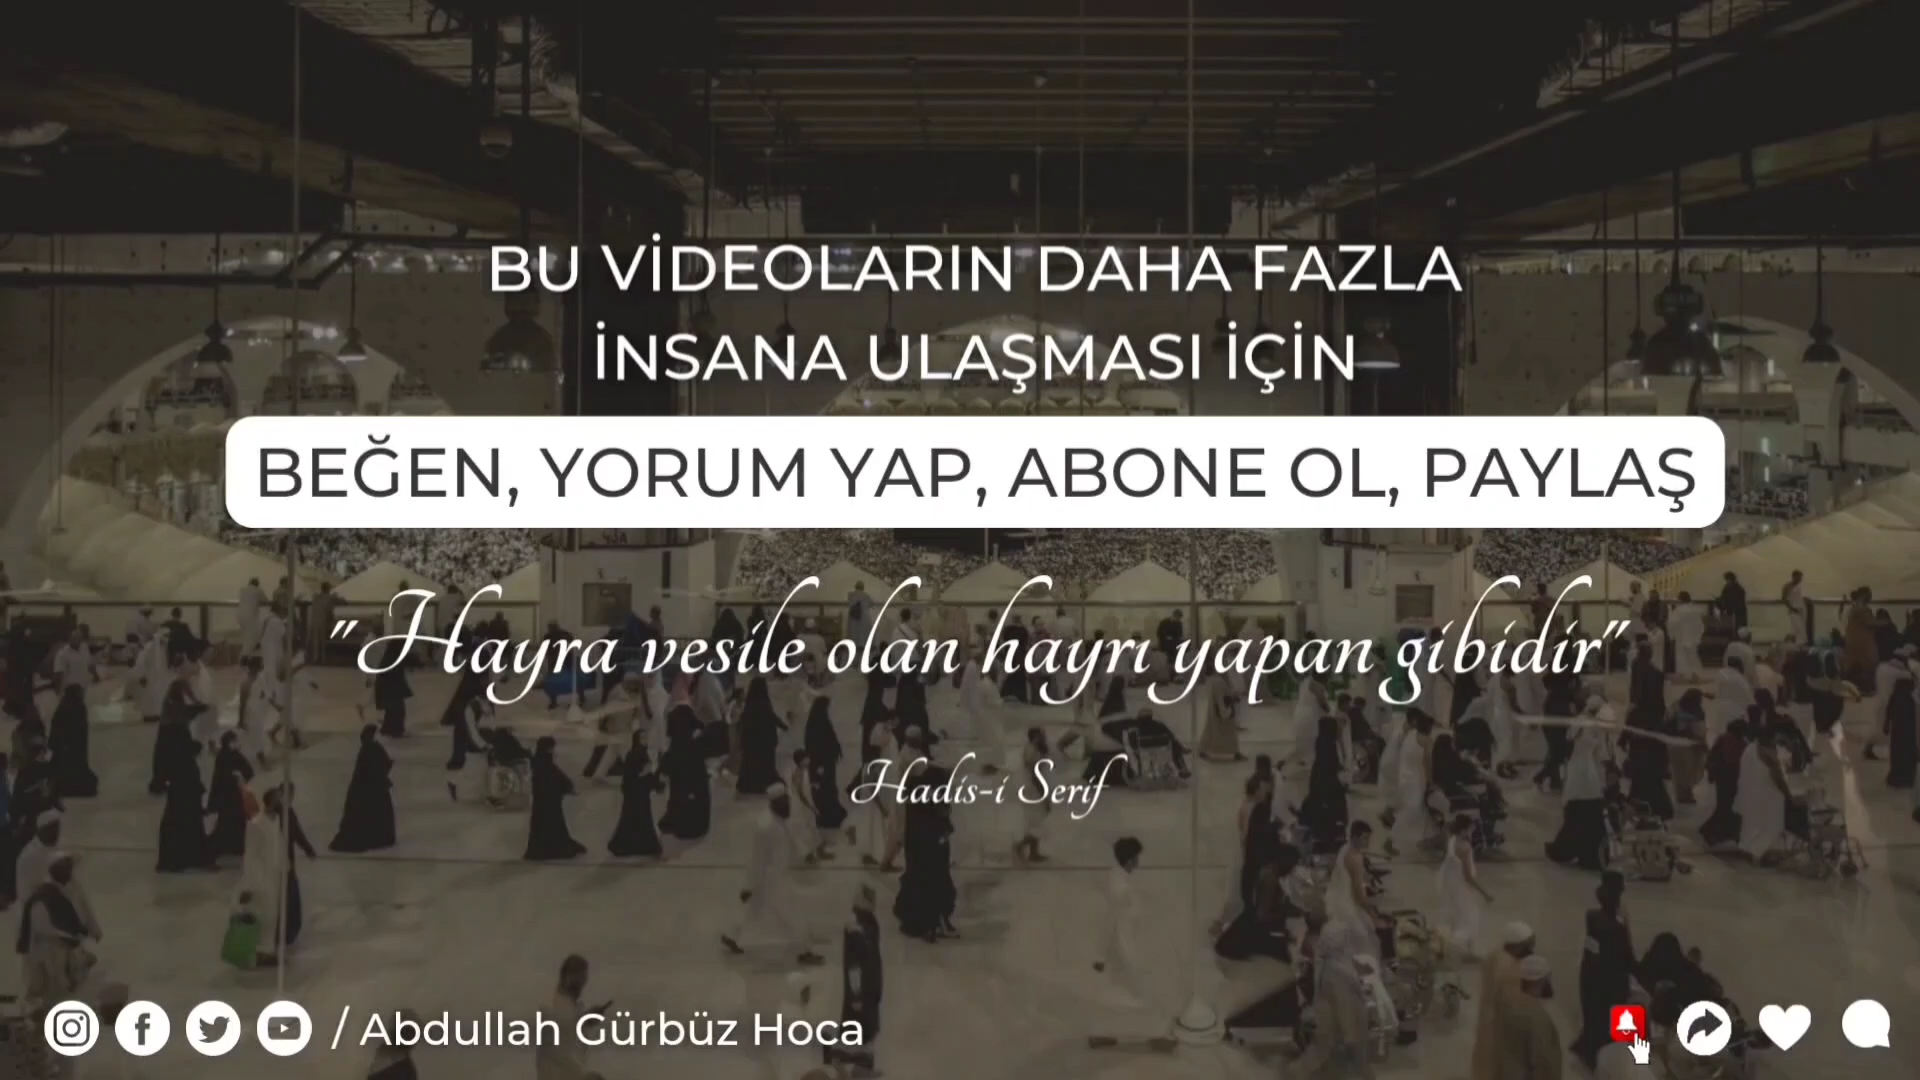 BU VİDEOLARIN DAHA FAZLA
İNSANA ULAŞMASI İÇİN
BEĞEN, YORUM YAP, ABONE OL, PAYLAŞ
"Hayra vesile olan hayrı yapan gibidir"
Hadis-i Serif
/ Abdullah Gürbüz Hoca